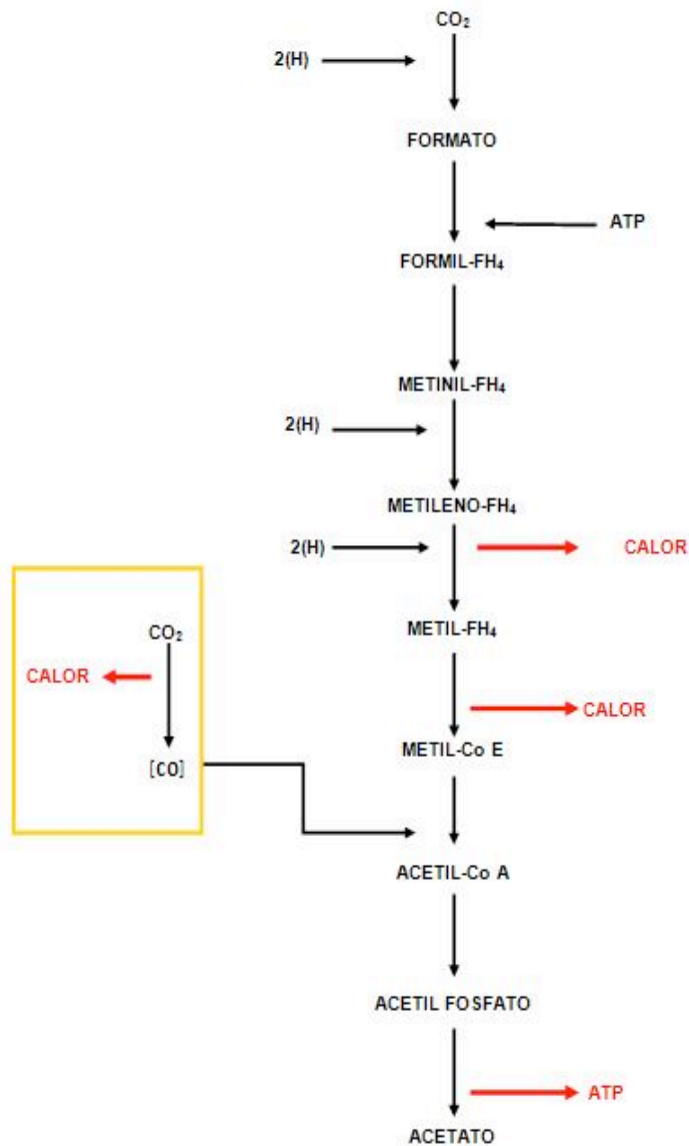 CO₂
2(H)
FORMATO
ATP
FORMIL-FH₄
METINIL-FH₄
2(H)
METILENO-FH₄
2(H)
CALOR
METIL-FH₄
CO₂
CALOR
CALOR
METIL-Co E
[CO]
ACETIL-Co A
ACETIL FOSFATO
ATP
ACETATO